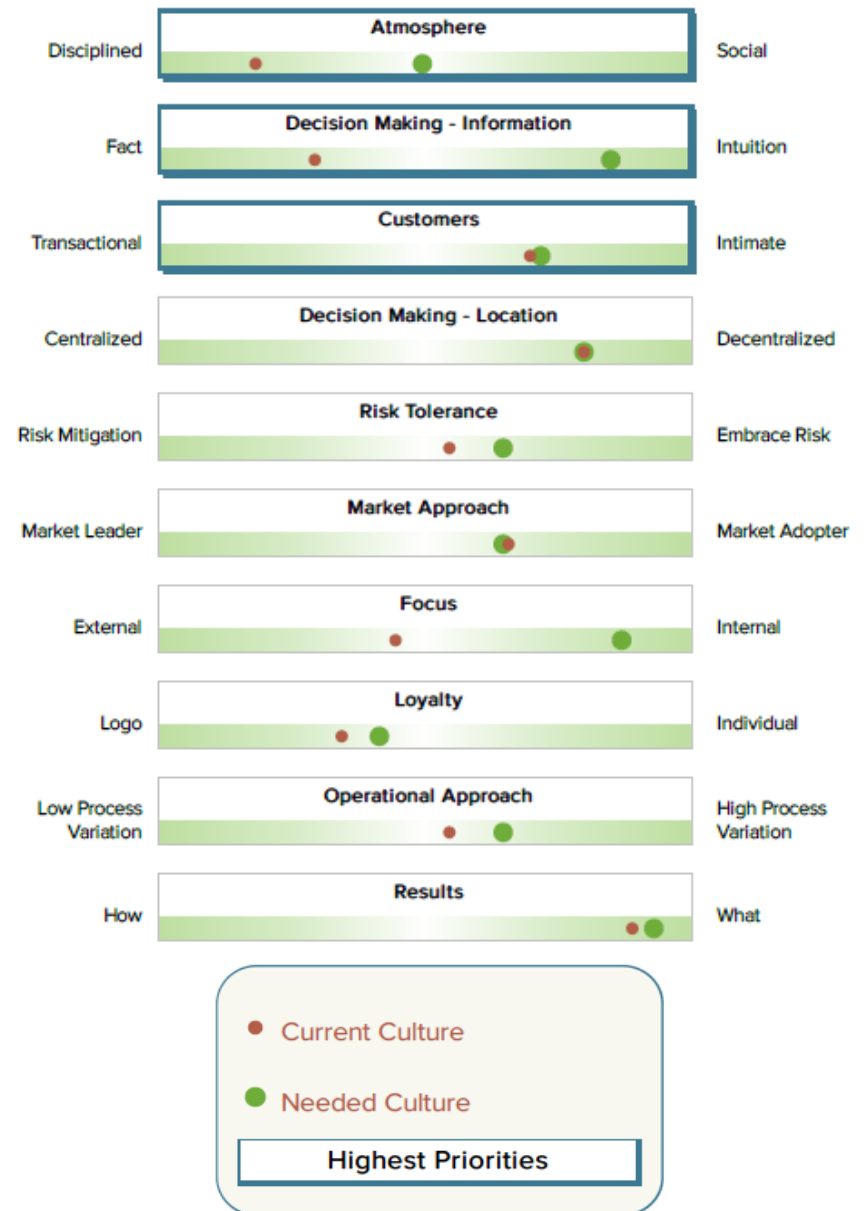 Atmosphere
Disciplined
Social
Decision Making - Information
Fact
Intuition
Customers
Transactional
Intimate
Decision Making - Location
Centralized
Decentralized
Risk Tolerance
Risk Mitigation
Embrace Risk
Market Approach
Market Leader
Market Adopter
Focus
External
Internal
Loyalty
Logo
Individual
Operational Approach
Low Process
Variation
High Process
Variation
Results
How
What
Current Culture
Needed Culture
Highest Priorities